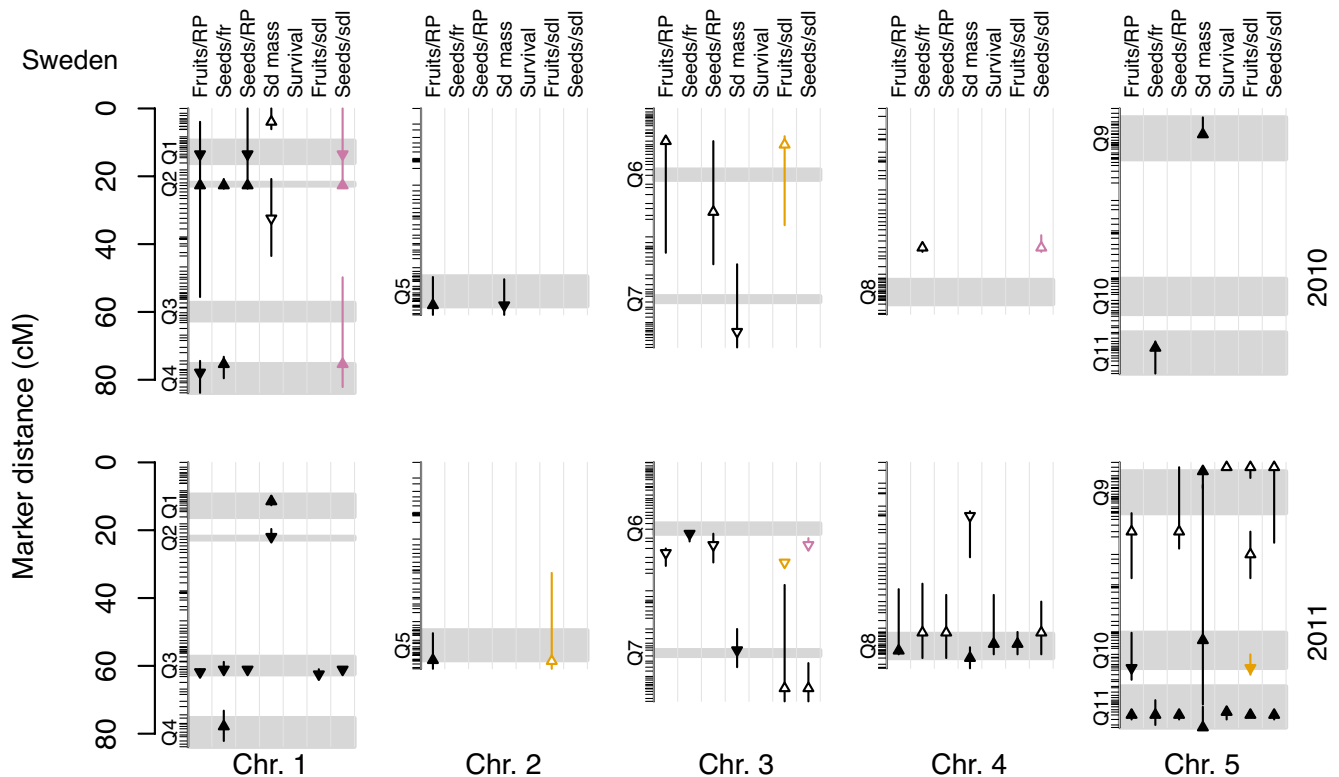 Sweden
Fruits/RP Seeds/fr Seeds/RP Sd mass Survival Fruits/sdl Seeds/sdl
Fruits/RP Seeds/fr Seeds/RP Sd mass Survival Fruits/sdl Seeds/sdl
Fruits/RP Seeds/fr Seeds/RP Sd mass Survival Fruits/sdl Seeds/sdl
Fruits/RP Seeds/fr Seeds/RP Sd mass Survival Fruits/sdl Seeds/sdl
Fruits/RP Seeds/fr Seeds/RP Sd mass Survival Fruits/sdl Seeds/sdl
Marker distance (cM)
0 20 40 60 80
Q1 Q2 Q3 Q4
Q5
Q6 Q7
Q8
Q9 Q10 Q11
2010
0 20 40 60 80
Q1 Q2 Q3 Q4
Q5
Q6 Q7
Q8
Q9 Q10 Q11
2011
Chr. 1 Chr. 2 Chr. 3 Chr. 4 Chr. 5